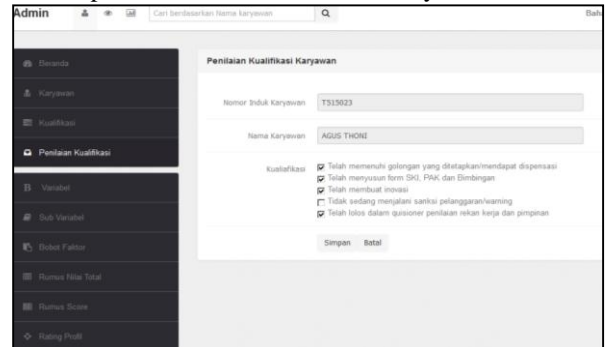 Admin
Cari berdasarkan Nama karyawan
Beranda
Karyawan
Kualifikasi
Penilaian Kualifikasi
B Variabel
Sub Variabel
Bobot Faktor
Rumus Nilai Total
Rumus Score
Rating Profil
Penilaian Kualifikasi Karyawan
Nomor Induk Karyawan T515023
Nama Karyawan AGUS THONI
Kualiafikasi
Telah memenuhi golongan yang ditetapkan/mendapat dispensasi
Telah menyusun form SKI, PAK dan Bimbingan
Telah membuat inovasi
Tidak sedang menjalani sanksi pelanggaran/warning
Telah lolos dalam quisioner penilaian rekan kerja dan pimpinan
Simpan Batal